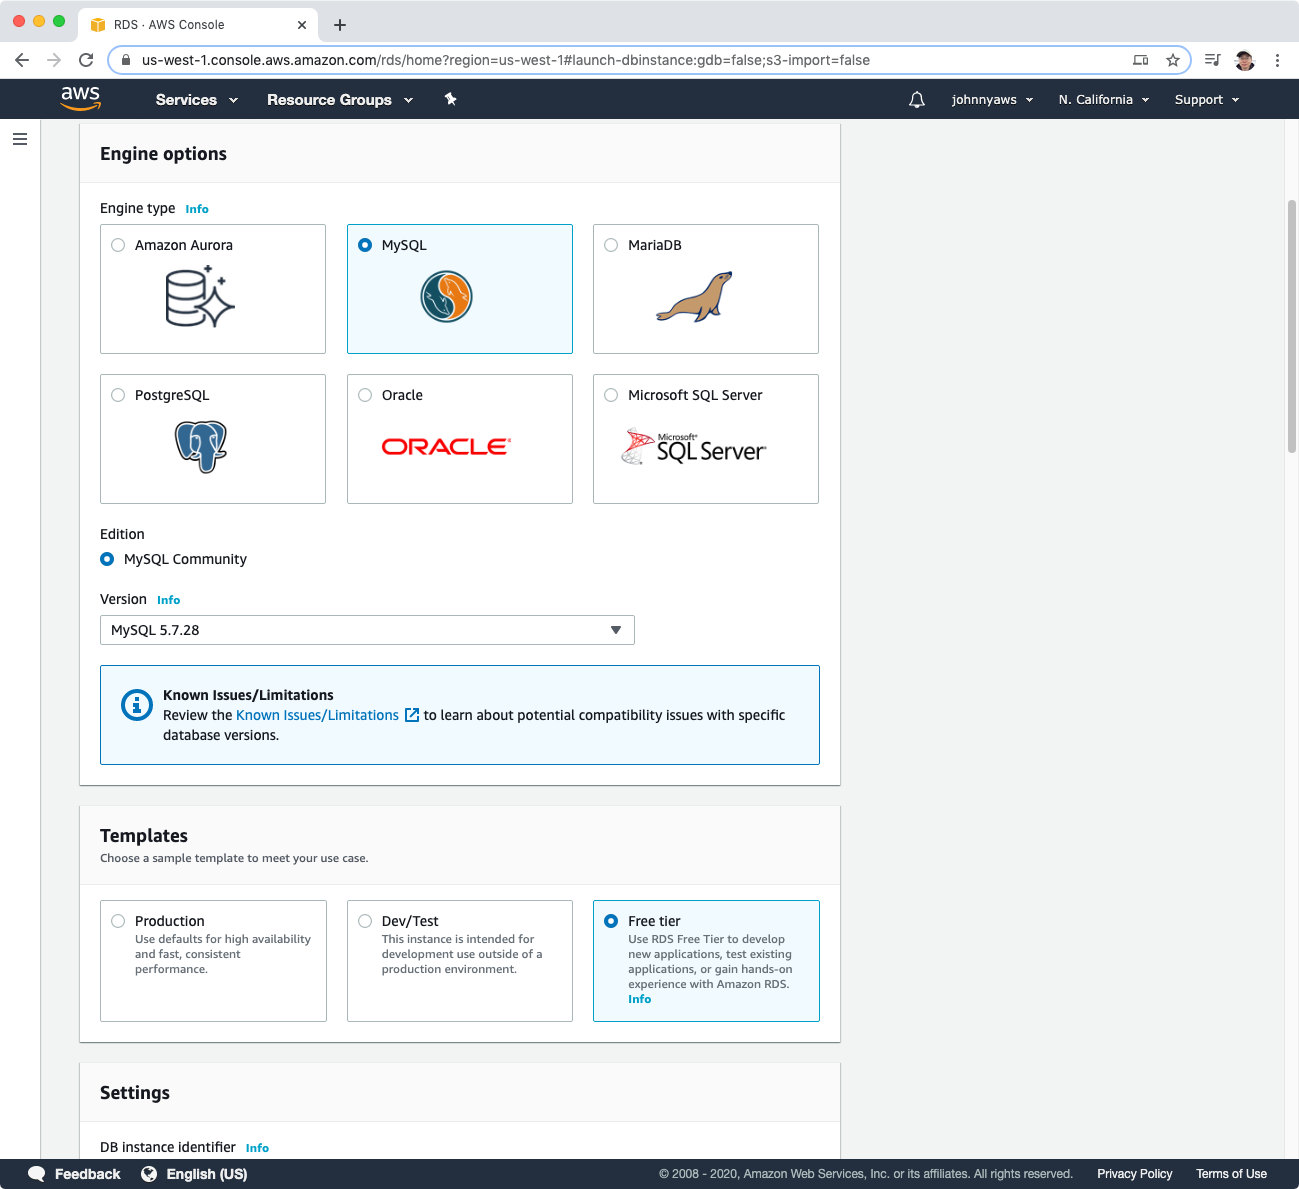 RDS · AWS Console
us-west-1.console.aws.amazon.com/rds/home?region=us-west-1#launch-dbinstance:gdb=false;s3-import=false
aws Services Resource Groups johnnyaws N. California Support
Engine options
Engine type Info
Amazon Aurora MySQL MariaDB
PostgreSQL Oracle Microsoft SQL Server
ORACLE®
Microsoft®
SQL Server®
Edition
MySQL Community
Version Info
MySQL 5.7.28
Known Issues/Limitations
Review the Known Issues/Limitations to learn about potential compatibility issues with specific
database versions.
Templates
Choose a sample template to meet your use case.
Production
Use defaults for high availability
and fast, consistent
performance.
Dev/Test
This instance is intended for
development use outside of a
production environment.
Free tier
Use RDS Free Tier to develop
new applications, test existing
applications, or gain hands-on
experience with Amazon RDS.
Info
Settings
DB instance identifier Info
Feedback English (US) © 2008 - 2020, Amazon Web Services, Inc. or its affiliates. All rights reserved. Privacy Policy Terms of Use